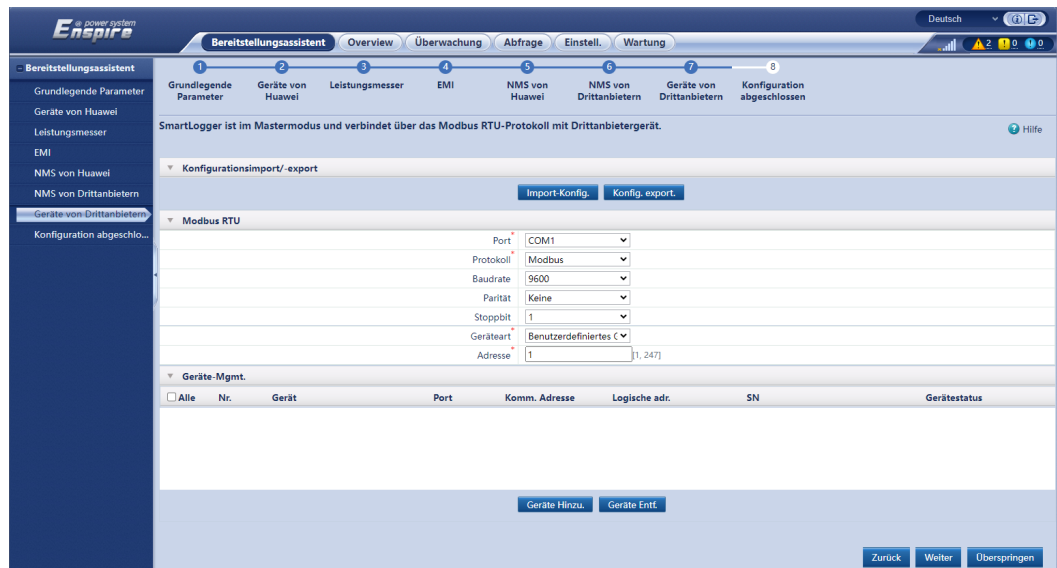 @ power system
Enspire
Deutsch
Bereitstellungsassistent Overview Überwachung Abfrage Einstell. Wartung
2 0 0
Bereitstellungsassistent
Grundlegende Parameter
Geräte von Huawei
Leistungsmesser
EMI
NMS von Huawei
NMS von Drittanbietern
Geräte von Drittanbietern
Konfiguration abgeschlo...
1 2 3 4 5 6 7 8
Grundlegende Parameter
Geräte von Huawei
Leistungsmesser
EMI
NMS von Huawei
NMS von Drittanbietern
Geräte von Drittanbietern
Konfiguration abgeschlossen
SmartLogger ist im Mastermodus und verbindet über das Modbus RTU-Protokoll mit Drittanbietergerät.
? Hilfe
Konfigurationsimport/-export
Import-Konfig. Konfig. export.
Modbus RTU
Port* COM1
Protokoll* Modbus
Baudrate 9600
Parität Keine
Stoppbit 1
Geräteart* Benutzerdefiniertes
Adresse* 1 [1, 247]
Geräte-Mgmt.
Alle Nr. Gerät Port Komm. Adresse Logische adr. SN Gerätestatus
Geräte Hinzu. Geräte Entf.
Zurück Weiter Überspringen